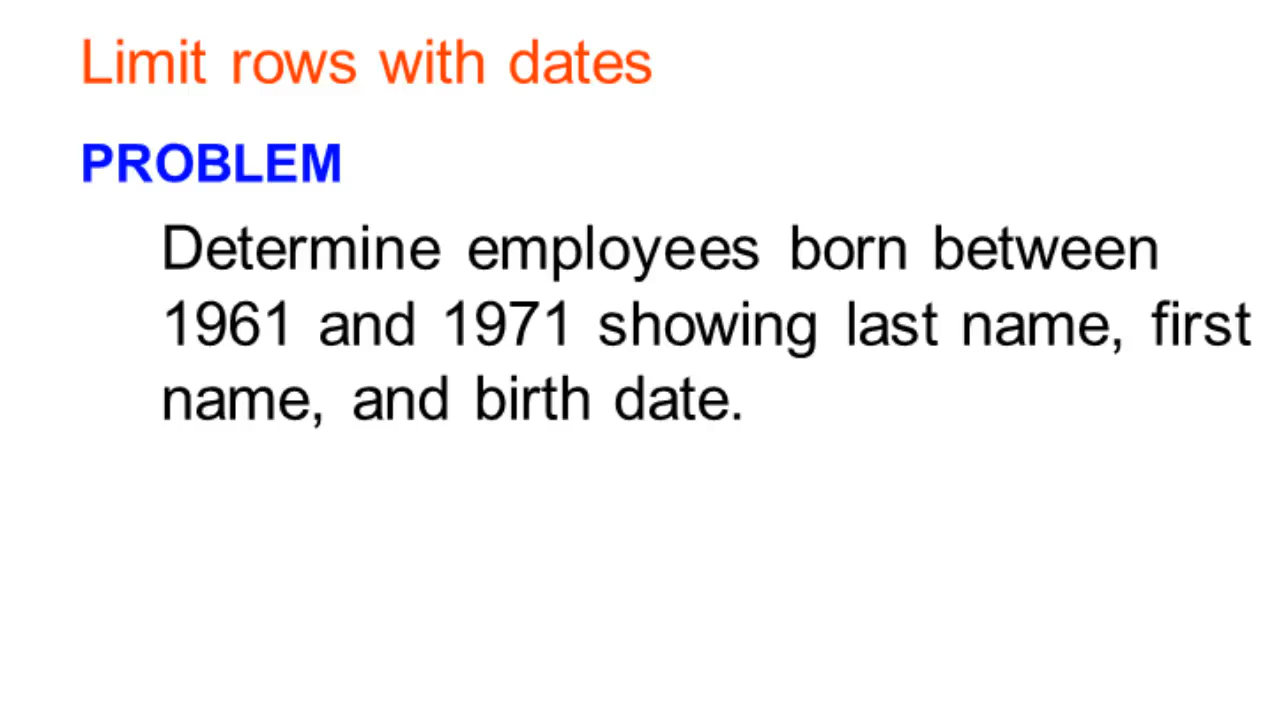 Limit rows with dates
PROBLEM
Determine employees born between
1961 and 1971 showing last name, first
name, and birth date.